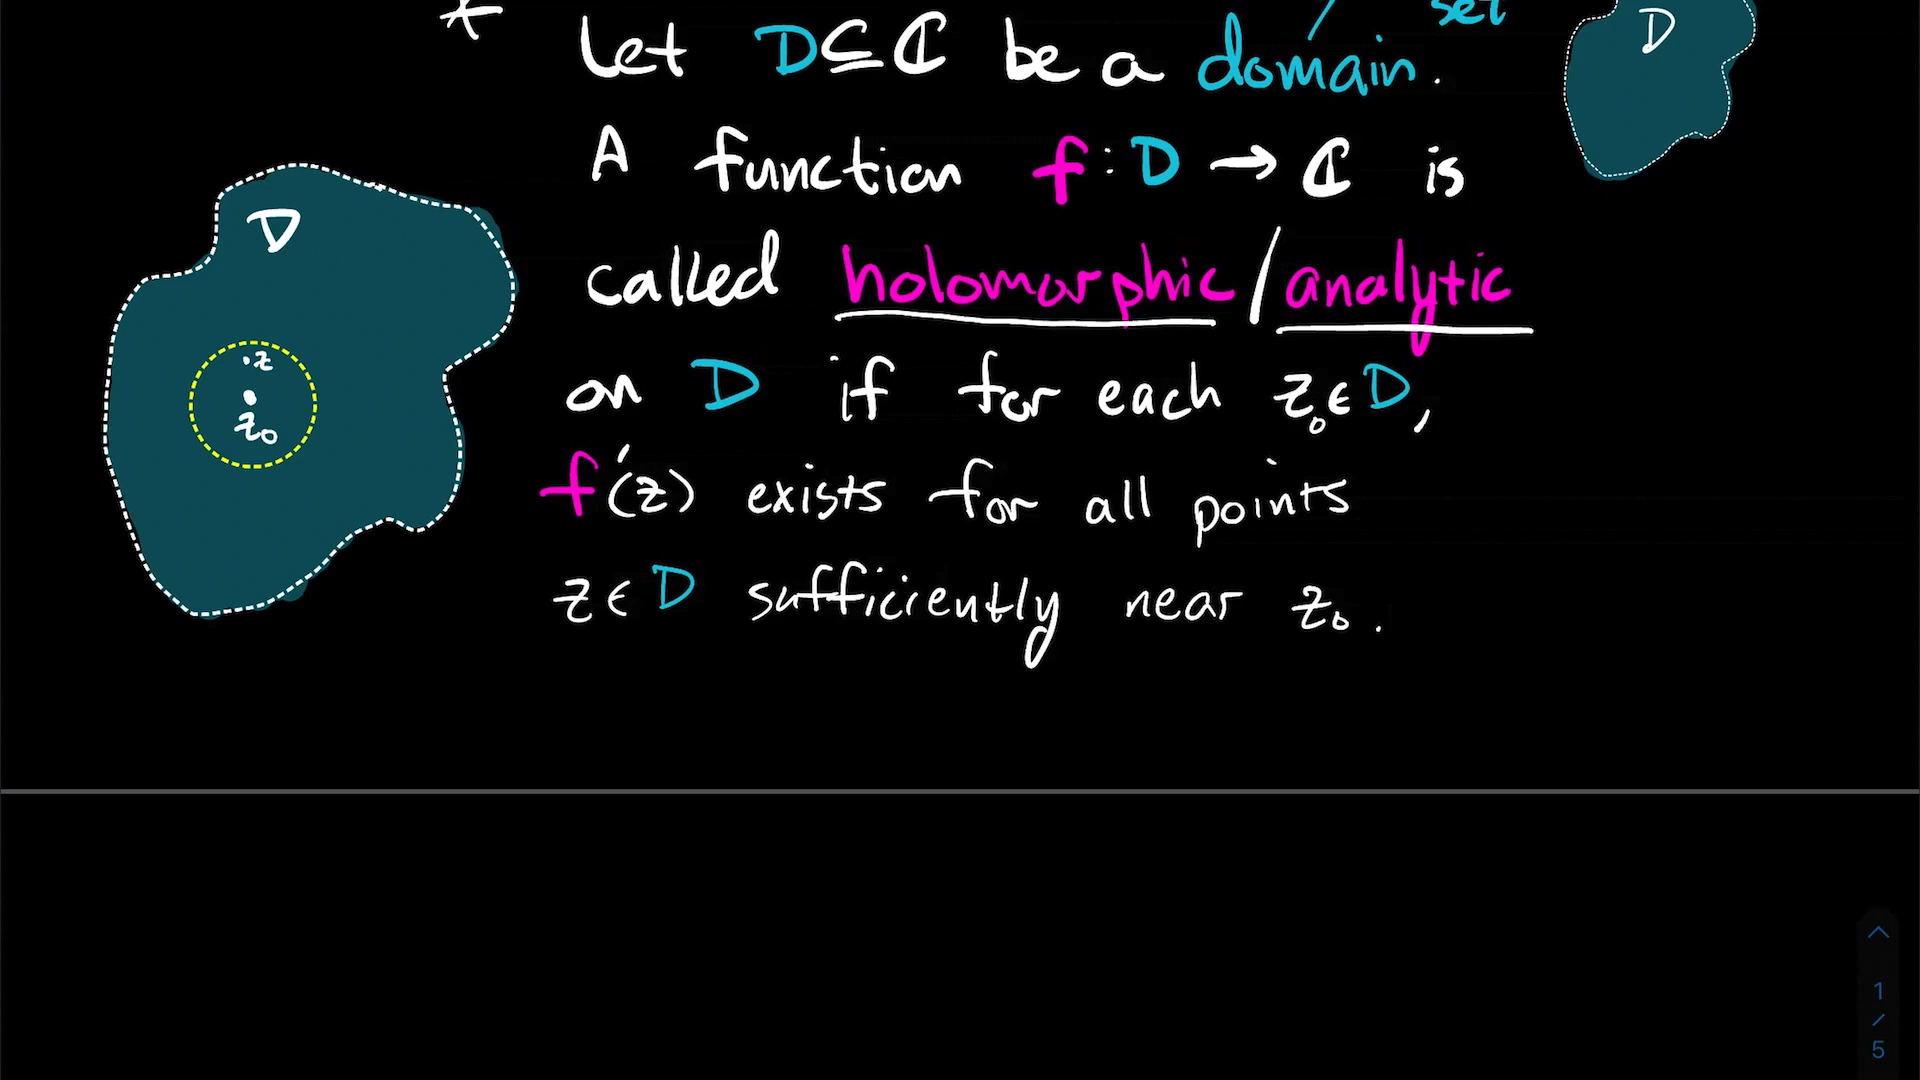 * set
Let D⊆ℂ be a domain.
D
A function f:D→ℂ is
D
called holomorphic/analytic
on D if for each z₀∈D,
.z
z₀
f'(z) exists for all points
z∈D sufficiently near z₀.
1
/
5